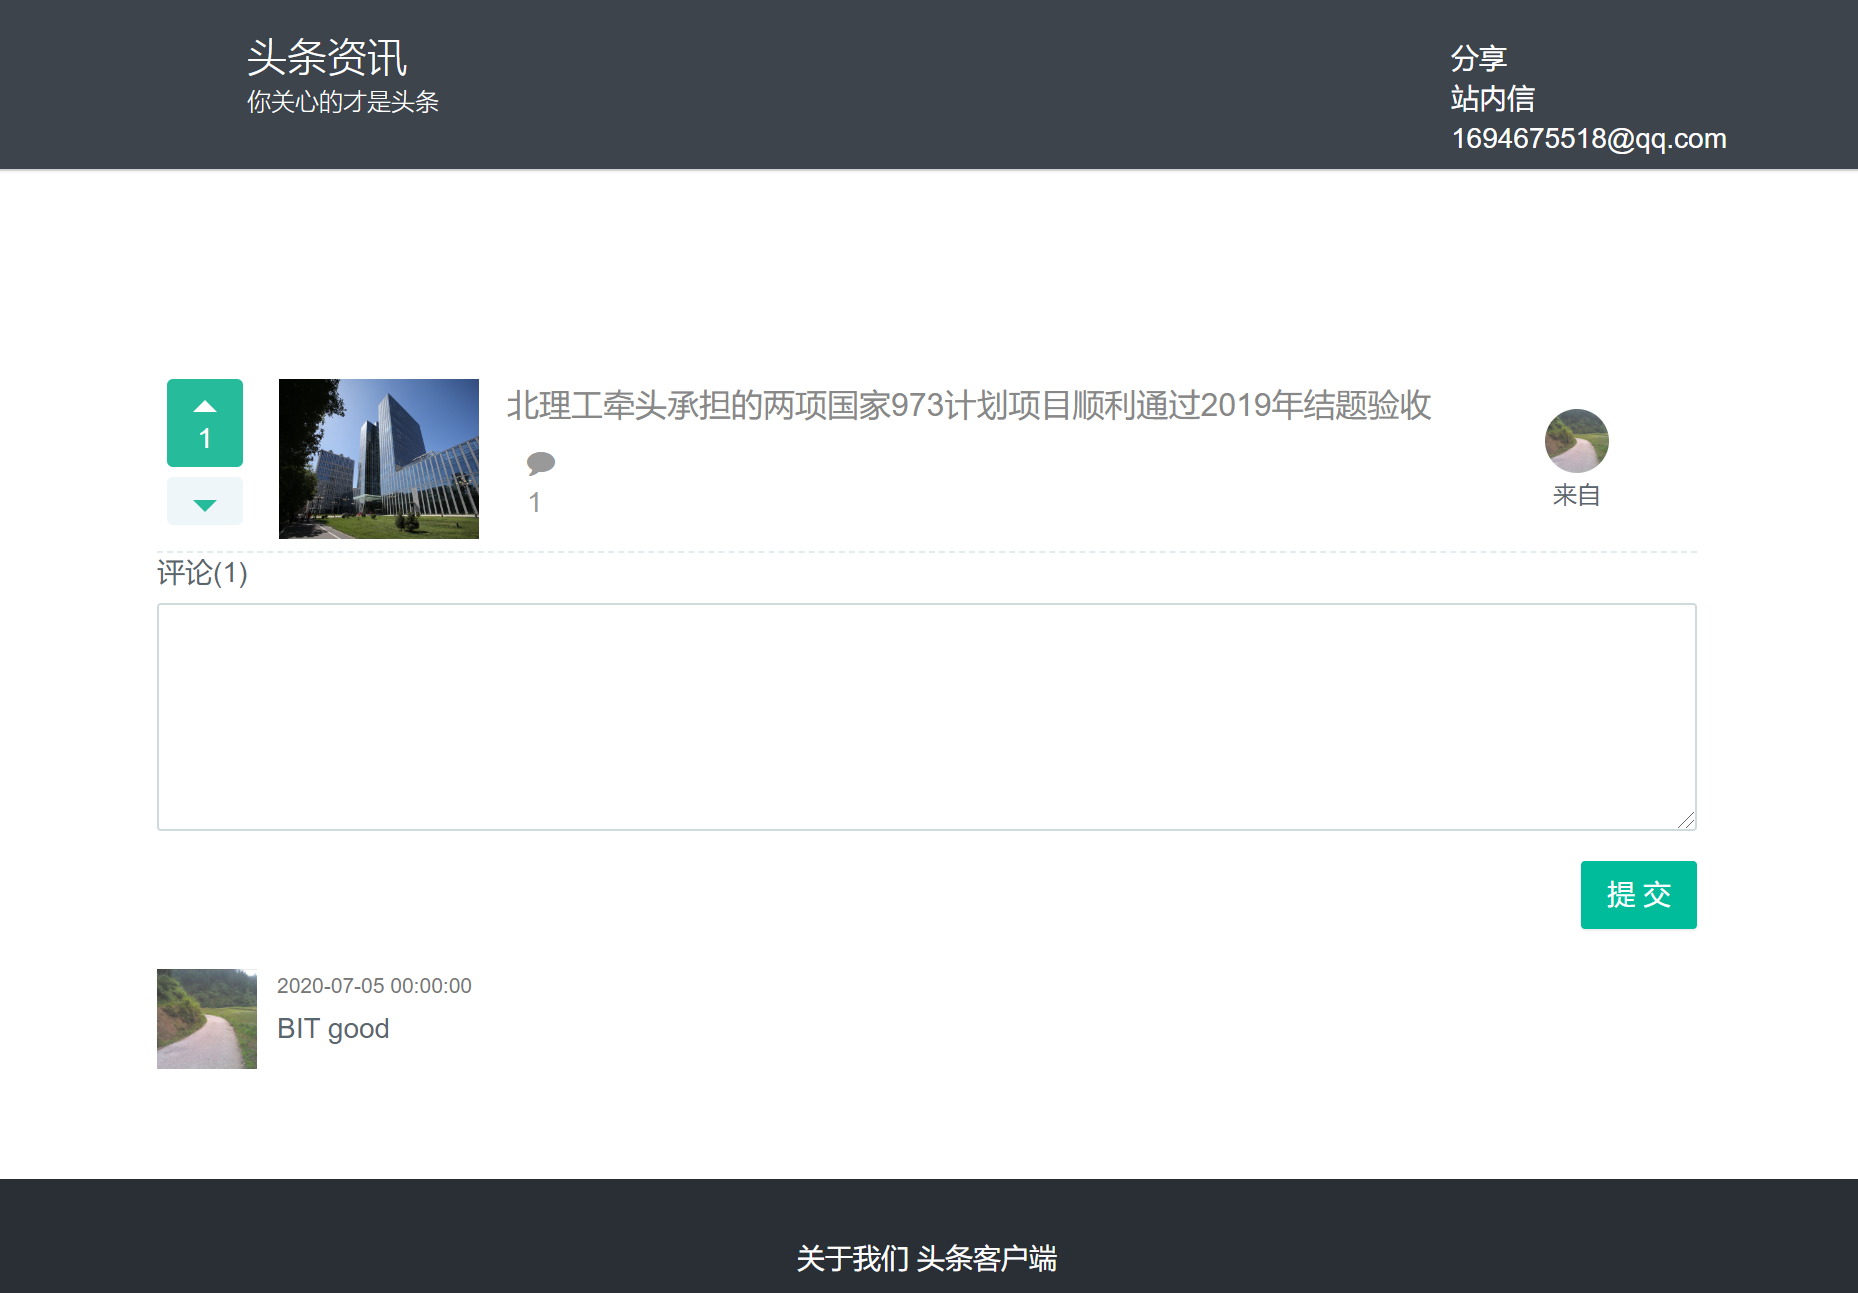 头条资讯
你关心的才是头条
分享
站内信
1694675518@qq.com
1
北理工牵头承担的两项国家973计划项目顺利通过2019年结题验收
1
来自
评论(1)
提 交
2020-07-05 00:00:00
BIT good
关于我们 头条客户端